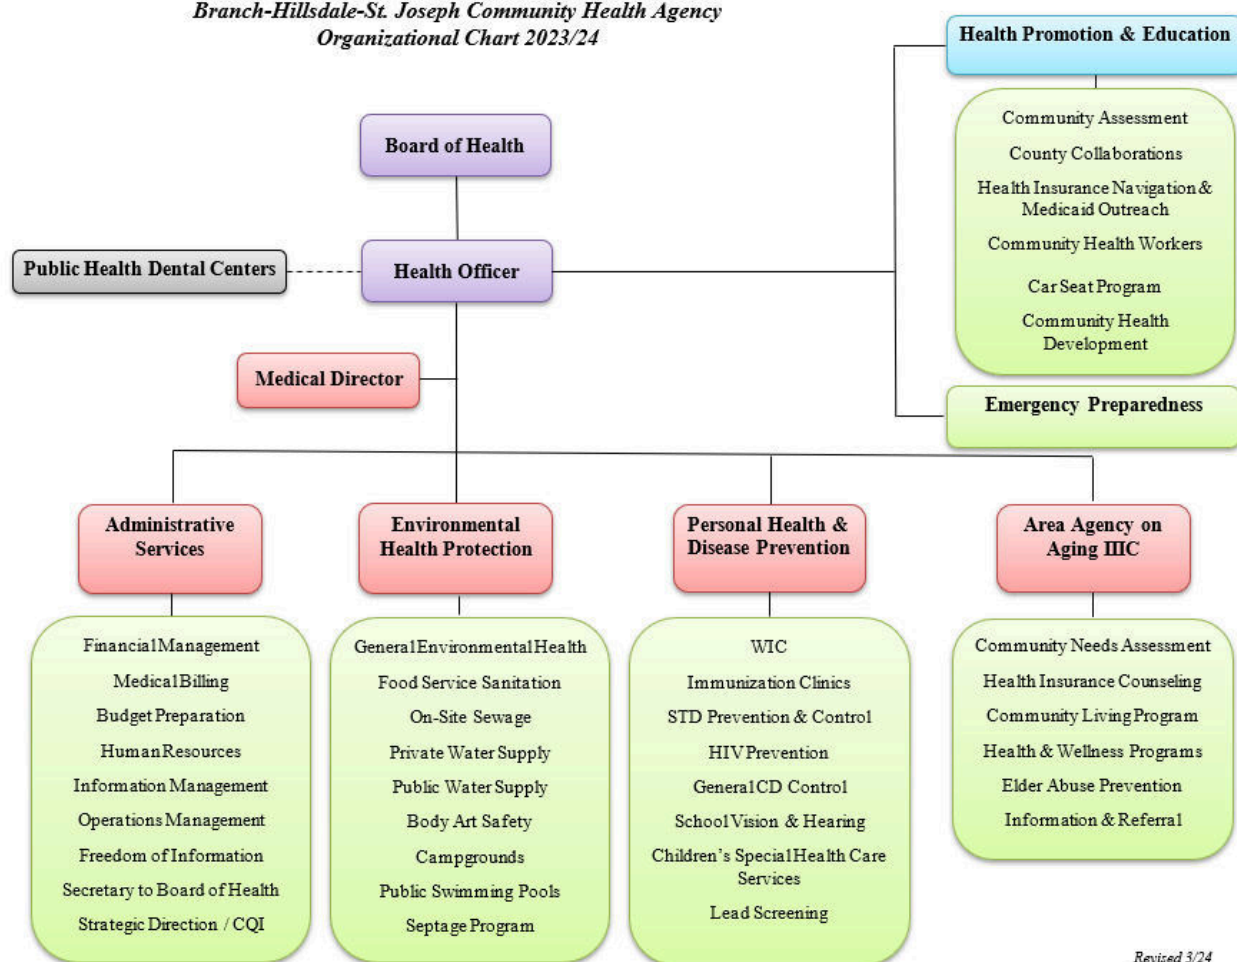 Branch-Hillsdale-St. Joseph Community Health Agency
Organizational Chart 2023/24
Health Promotion & Education
Community Assessment
County Collaborations
Health Insurance Navigation &
Medicaid Outreach
Community Health Workers
Car Seat Program
Community Health
Development
Board of Health
Public Health Dental Centers
Health Officer
Medical Director
Emergency Preparedness
Administrative
Services
Financial Management
Medical Billing
Budget Preparation
Human Resources
Information Management
Operations Management
Freedom of Information
Secretary to Board of Health
Strategic Direction / CQI
Environmental
Health Protection
General Environmental Health
Food Service Sanitation
On-Site Sewage
Private Water Supply
Public Water Supply
Body Art Safety
Campgrounds
Public Swimming Pools
Septage Program
Personal Health &
Disease Prevention
WIC
Immunization Clinics
STD Prevention & Control
HIV Prevention
General CD Control
School Vision & Hearing
Children's Special Health Care
Services
Lead Screening
Area Agency on
Aging IIIC
Community Needs Assessment
Health Insurance Counseling
Community Living Program
Health & Wellness Programs
Elder Abuse Prevention
Information & Referral
Revised 3/24